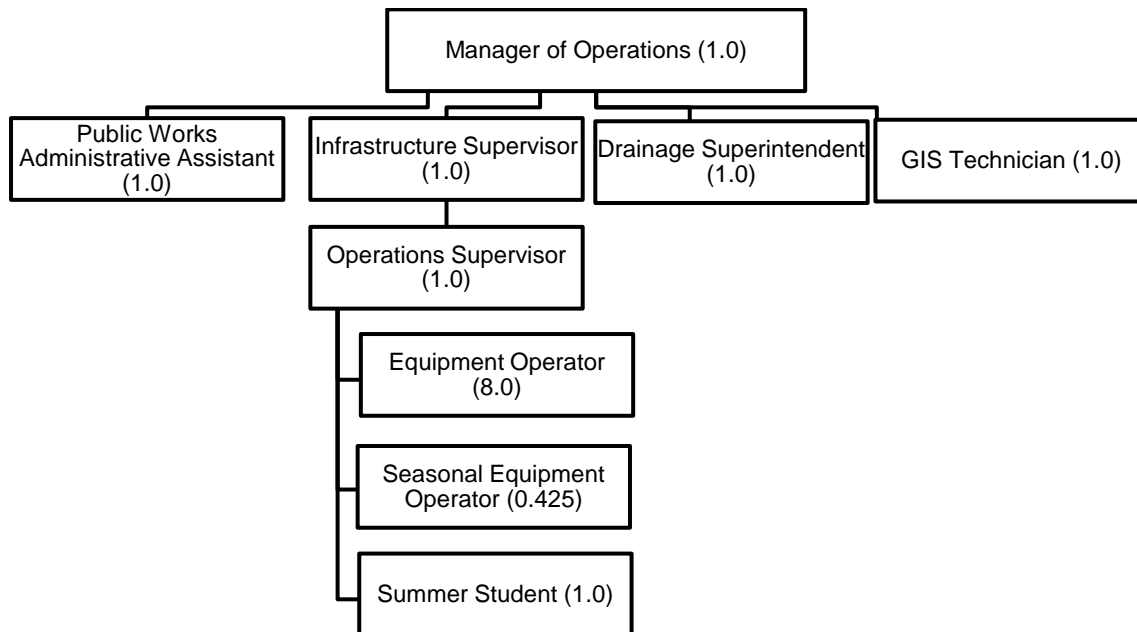 Manager of Operations (1.0)
Public Works
Administrative Assistant
(1.0)
Infrastructure Supervisor
(1.0)
Drainage Superintendent
(1.0)
GIS Technician (1.0)
Operations Supervisor
(1.0)
Equipment Operator
(8.0)
Seasonal Equipment
Operator (0.425)
Summer Student (1.0)